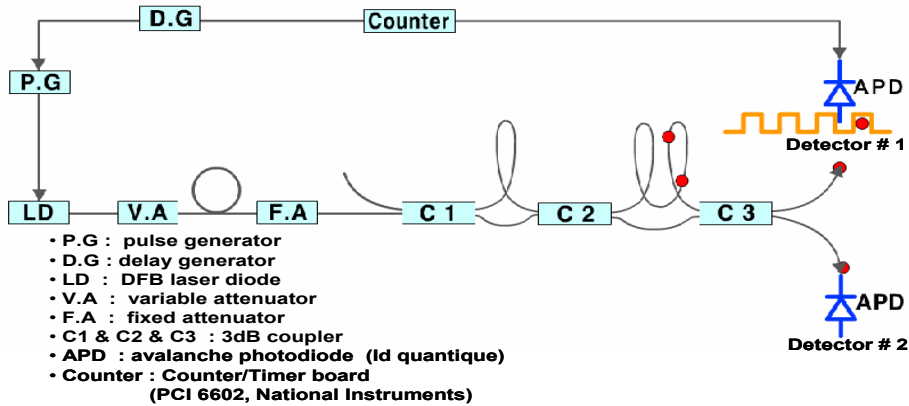 D.G
Counter
P.G
APD
Detector # 1
LD
V.A
F.A
C 1
C 2
C 3
• P.G : pulse generator
• D.G : delay generator
• LD : DFB laser diode
• V.A : variable attenuator
• F.A : fixed attenuator
• C1 & C2 & C3 : 3dB coupler
• APD : avalanche photodiode (Id quantique)
• Counter : Counter/Timer board
(PCI 6602, National Instruments)
APD
Detector # 2